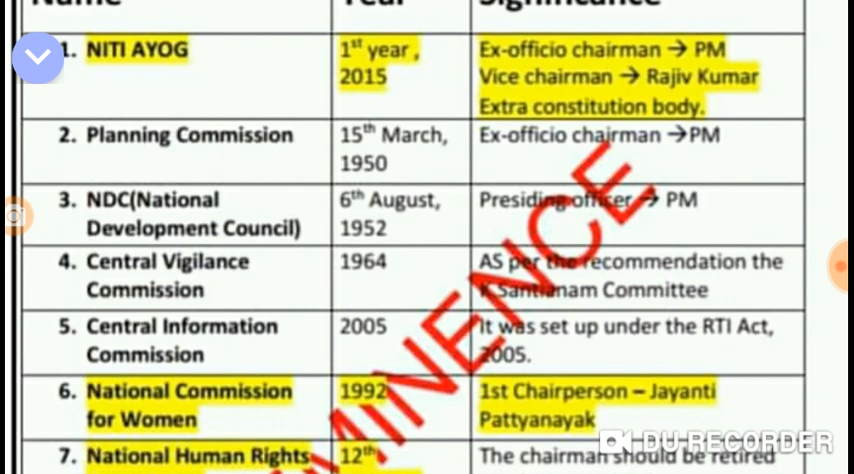 Name Year Significance
1. NITI AYOG 1st year , Ex-officio chairman → PM
2015 Vice chairman → Rajiv Kumar
Extra constitution body.
2. Planning Commission 15th March, Ex-officio chairman →PM
1950
3. NDC(National 6th August, Presiding officer → PM
Development Council) 1952
4. Central Vigilance 1964 AS per the recommendation the
Commission K Santianam Committee
5. Central Information 2005 It was set up under the RTI Act,
Commission 2005.
6. National Commission 1992 1st Chairperson – Jayanti
for Women Pattyanayak
7. National Human Rights 12th The chairman should be retired
MINENCE
DU RECORDER